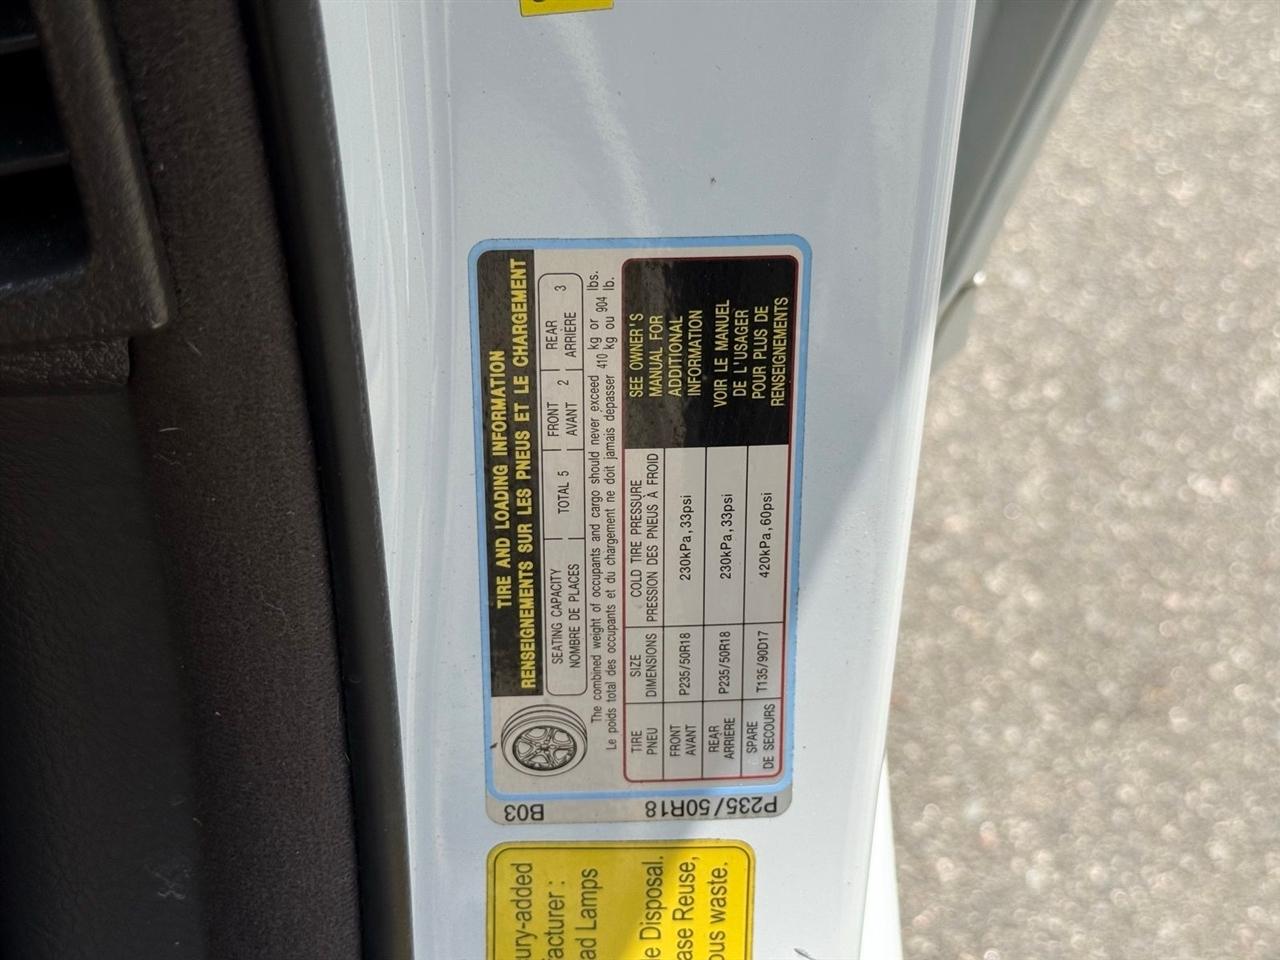 TIRE AND LOADING INFORMATION
RENSEIGNEMENTS SUR LES PNEUS ET LE CHARGEMENT
SEATING CAPACITY
NOMBRE DE PLACES
TOTAL 5
FRONT
AVANT
2
REAR
ARRIÈRE
3
The combined weight of occupants and cargo should never exceed 410 kg or 904 lbs.
Le poids total des occupants et du chargement ne doit jamais dépasser 410 kg ou 904 lb.
TIRE
PNEU
SIZE
DIMENSIONS
COLD TIRE PRESSURE
PRESSION DES PNEUS À FROID
FRONT
AVANT
P235/50R18
230kPa,33psi
REAR
ARRIÈRE
P235/50R18
230kPa,33psi
SPARE
DE SECOURS
T135/90D17
420kPa,60psi
SEE OWNER'S
MANUAL FOR
ADDITIONAL
INFORMATION
VOIR LE MANUEL
DE L'USAGER
POUR PLUS DE
RENSEIGNEMENTS
B03
P235/50R18
ury-added
facturer :
ad Lamps
e Disposal.
ase Reuse,
ous waste.